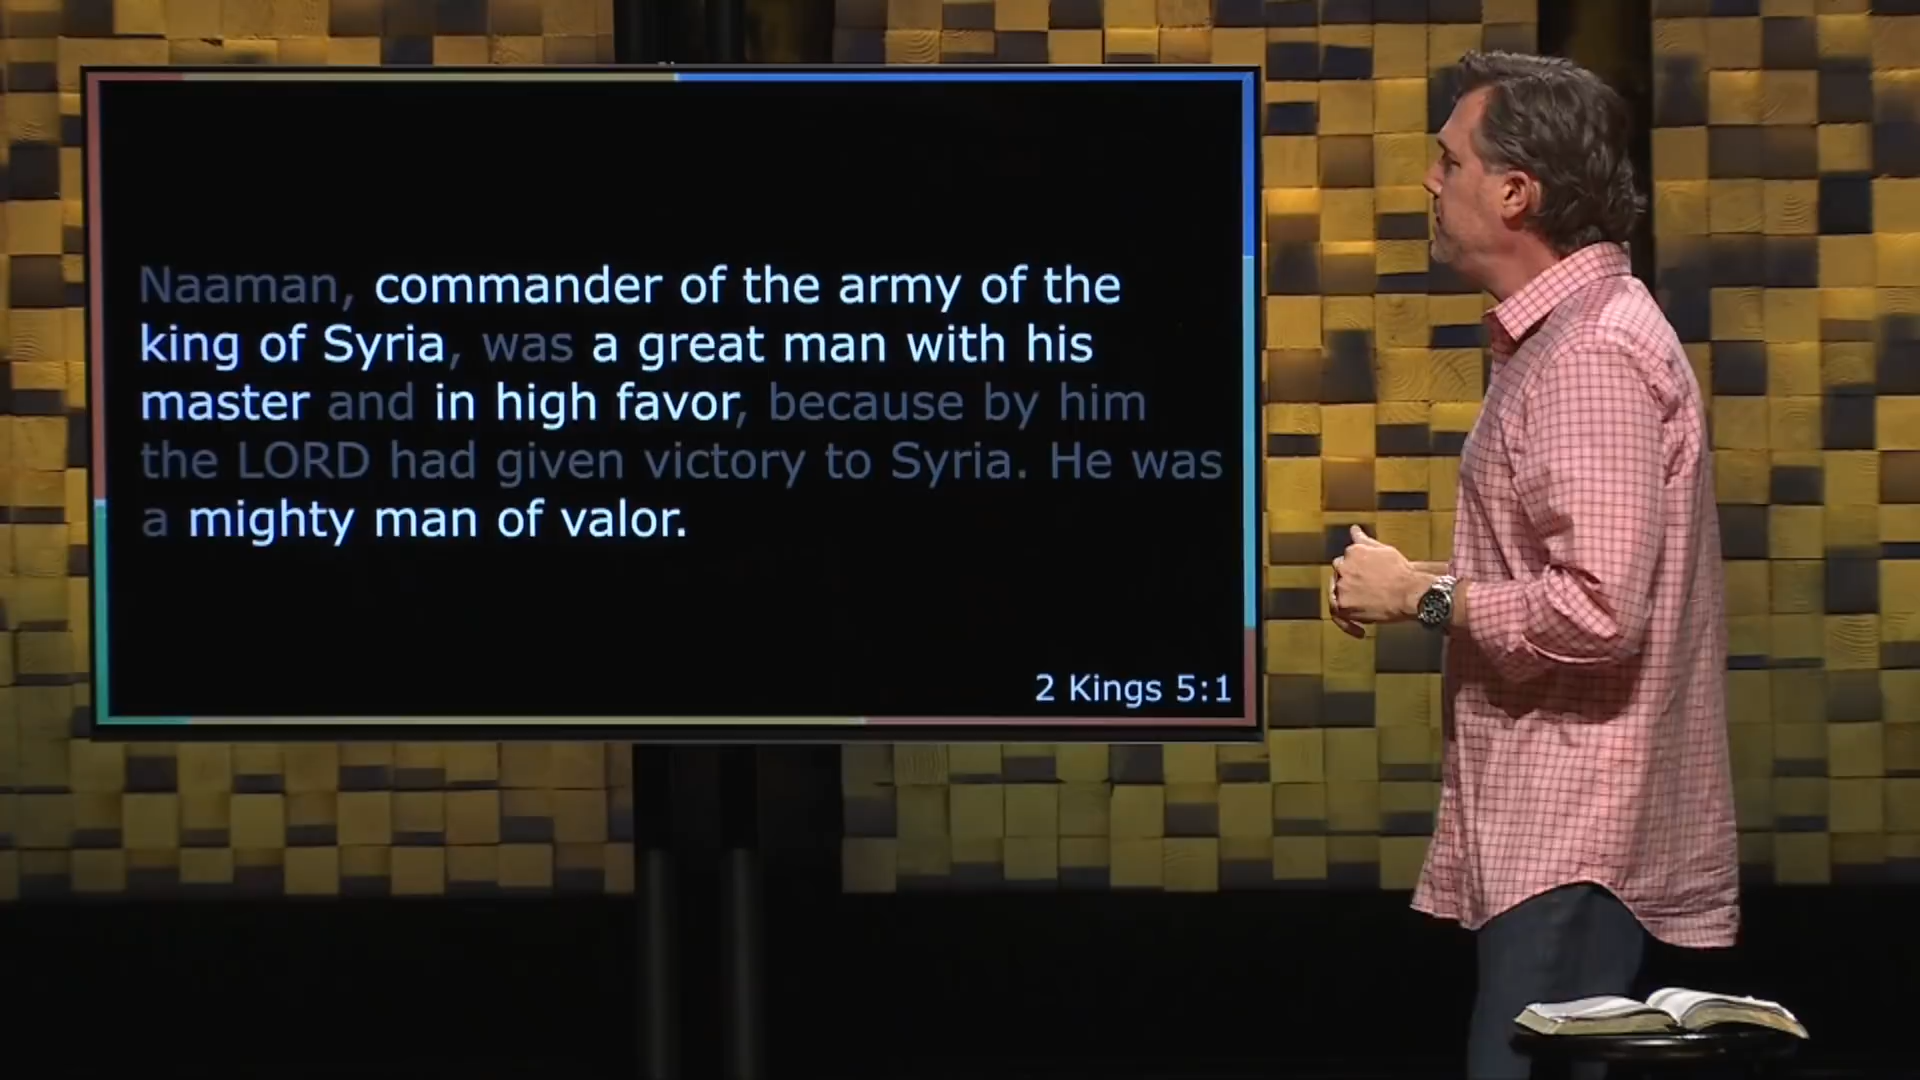 Naaman, commander of the army of the
king of Syria, was a great man with his
master and in high favor, because by him
the LORD had given victory to Syria. He was
a mighty man of valor.
2 Kings 5:1